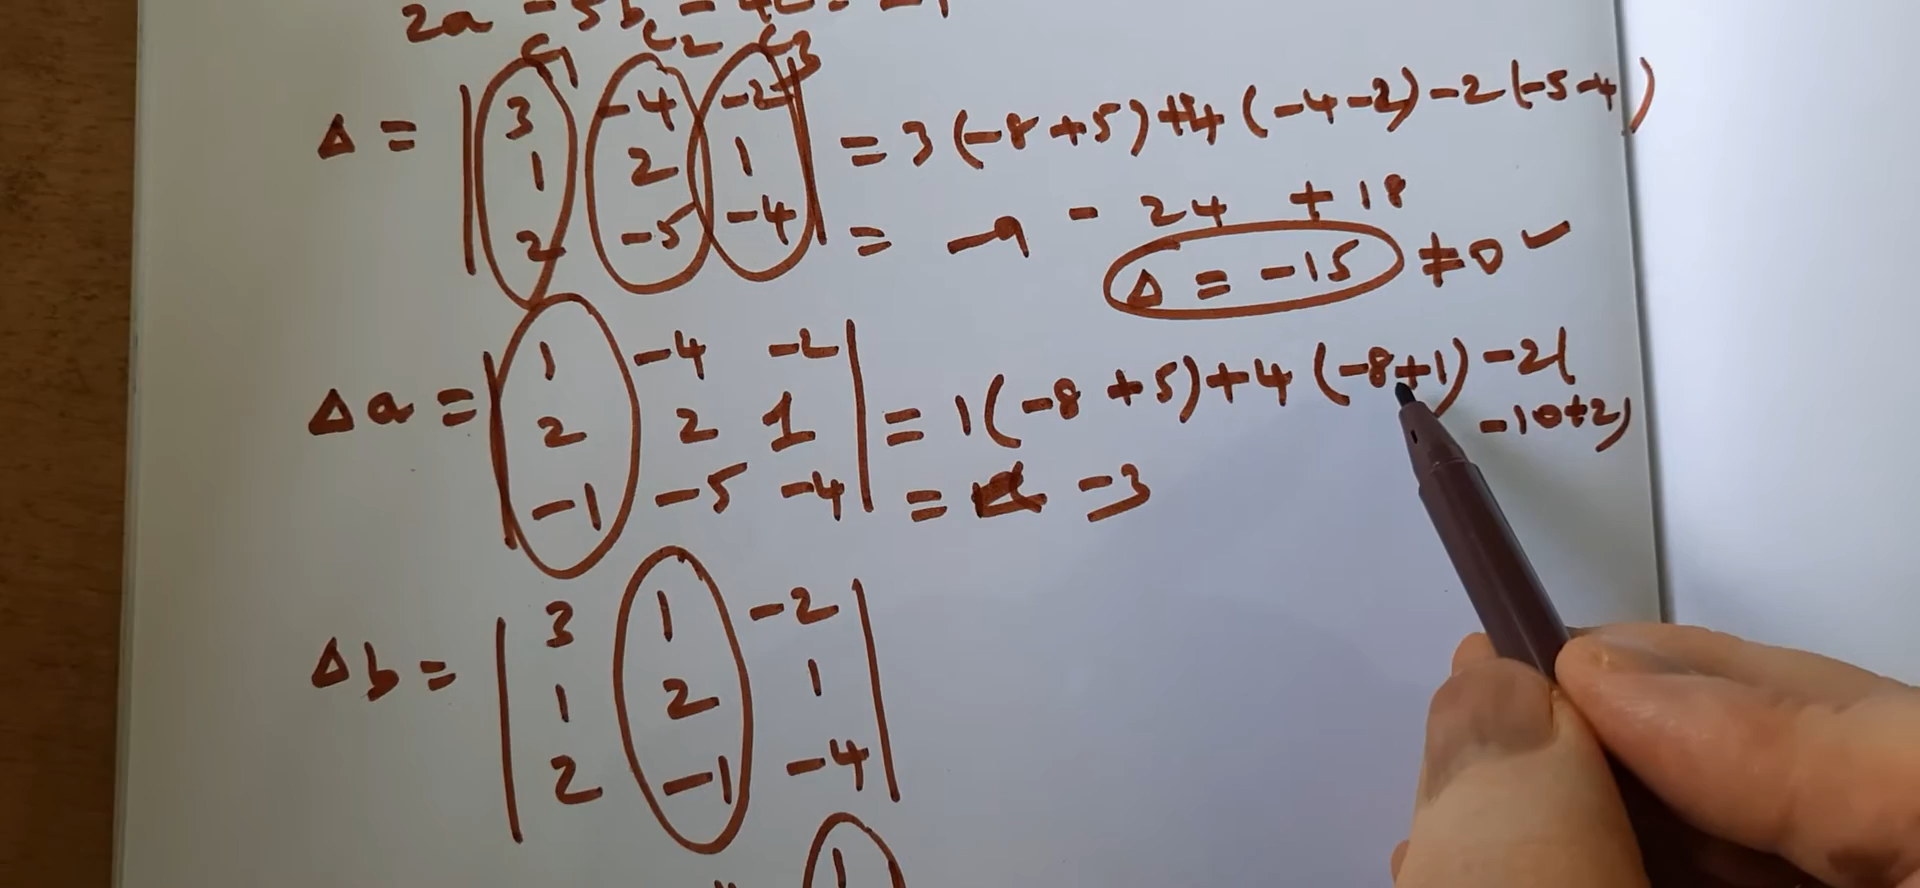 2a - 5b - 4c = -1
C1 C2 C3
Δ = | 3 -4 -2 | = 3(-8+5)+4(-4-2)-2(-5-4)
1 2 1
2 -5 -4 = -9 - 24 + 18
Δ = -15 ≠0 ✓
Δa = | 1 -4 -2 | = 1(-8+5)+4(-8+1)-2(
2 2 1 -10+2)
-1 -5 -4 = -3
Δb = | 3 1 -2 |
1 2 1
2 -1 -4
1